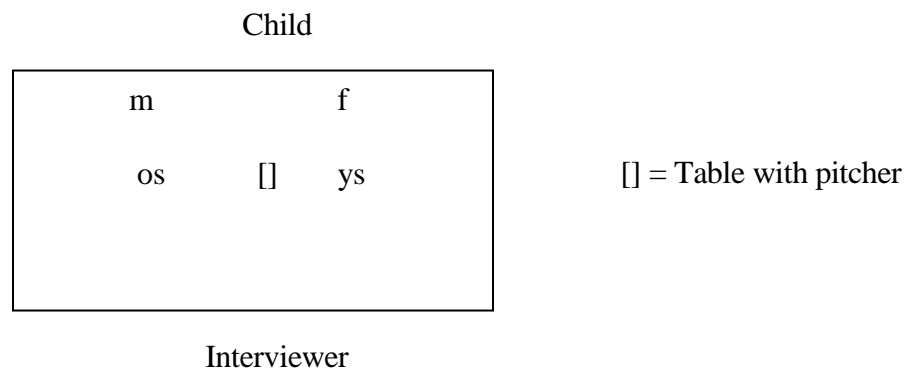 Child
m f
os [] ys [] = Table with pitcher
Interviewer